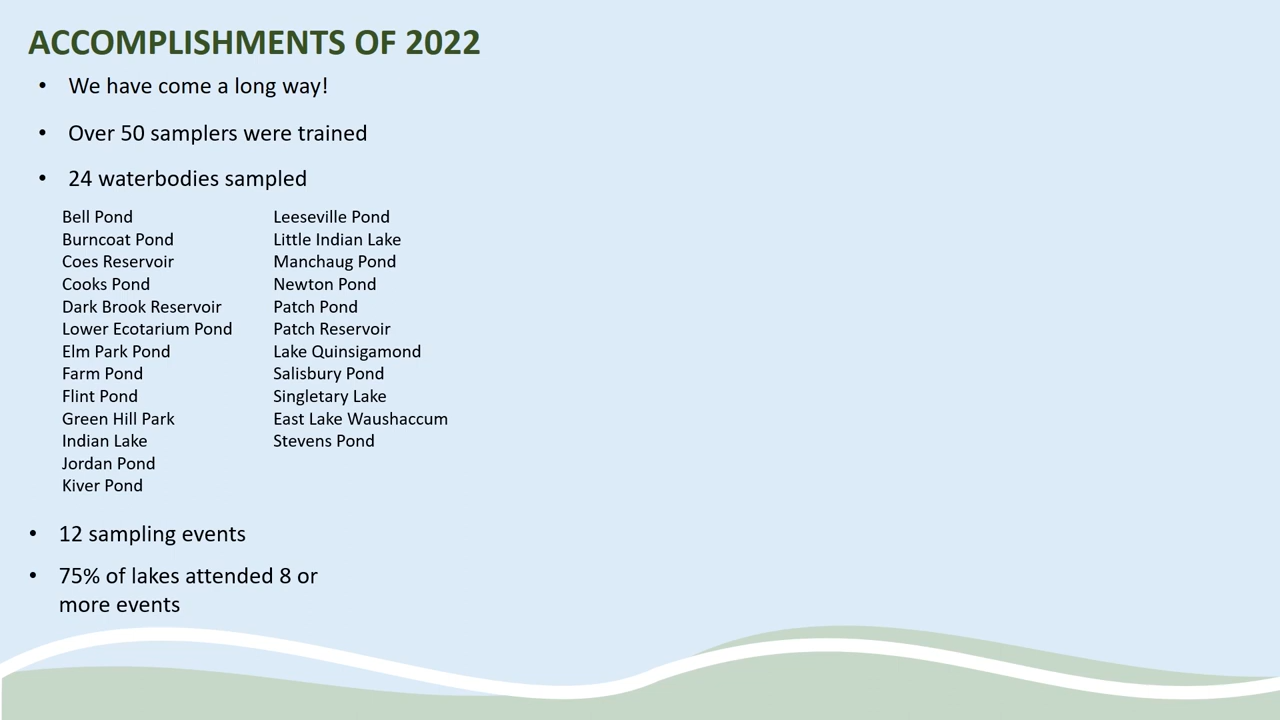 ACCOMPLISHMENTS OF 2022
• We have come a long way!
• Over 50 samplers were trained
• 24 waterbodies sampled
Bell Pond
Burncoat Pond
Coes Reservoir
Cooks Pond
Dark Brook Reservoir
Lower Ecotarium Pond
Elm Park Pond
Farm Pond
Flint Pond
Green Hill Park
Indian Lake
Jordan Pond
Kiver Pond
Leeseville Pond
Little Indian Lake
Manchaug Pond
Newton Pond
Patch Pond
Patch Reservoir
Lake Quinsigamond
Salisbury Pond
Singletary Lake
East Lake Waushaccum
Stevens Pond
• 12 sampling events
• 75% of lakes attended 8 or
more events